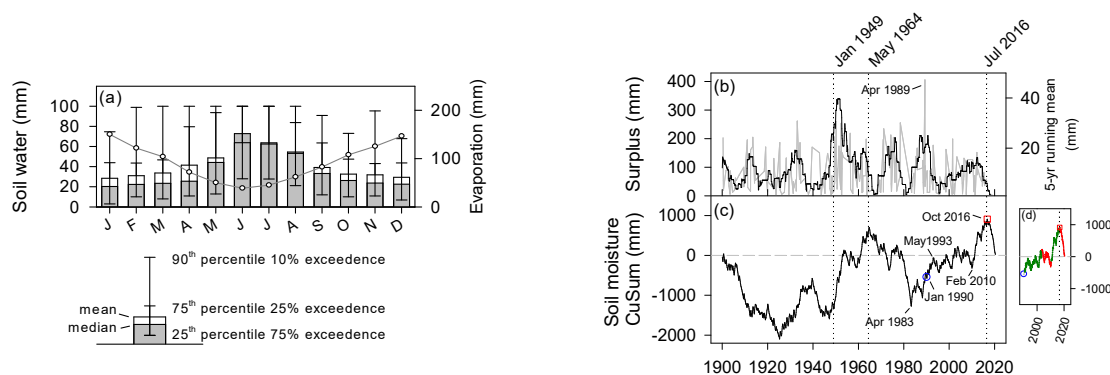 Jan 1949
May 1964
Jul 2016
(a)
Soil water (mm)
100
80
60
40
20
0
200
100
0
Evaporation (mm)
J F M A M J J A S O N D
90th percentile 10% exceedence
75th percentile 25% exceedence
mean
median
25th percentile 75% exceedence
(b)
Apr 1989
Surplus (mm)
400
300
200
100
0
40
20
5-yr running mean
(mm)
(c)
Soil moisture
CuSum (mm)
1000
0
-1000
-2000
Oct 2016
May1993
Feb 2010
Jan 1990
Apr 1983
1900 1920 1940 1960 1980 2000 2020
(d)
1000
0
-1000
2000
2020